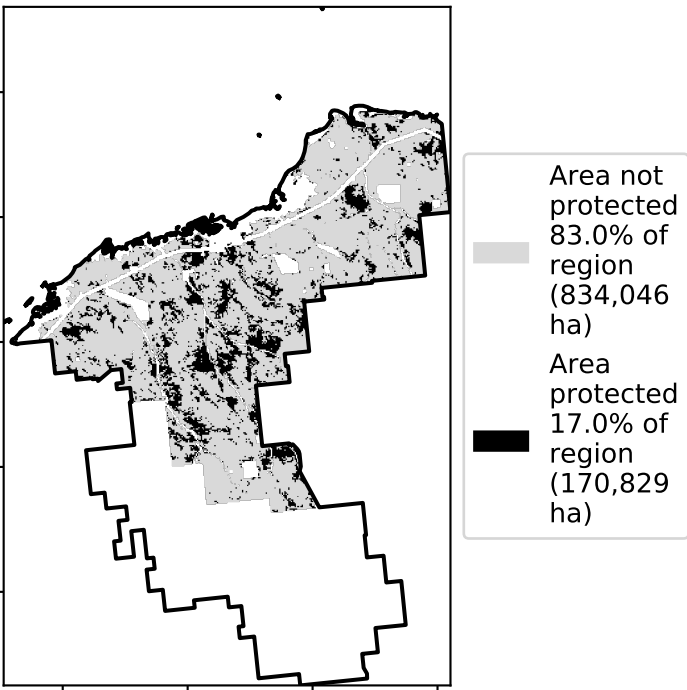 Area not
protected
83.0% of
region
(834,046
ha)
Area
protected
17.0% of
region
(170,829
ha)